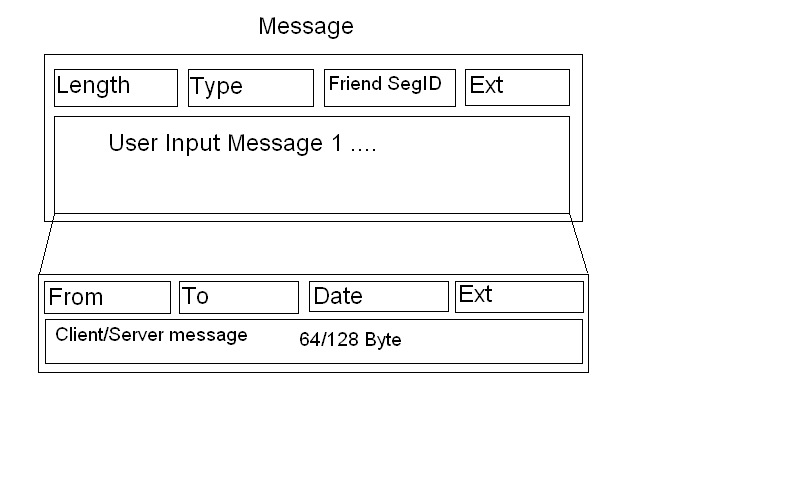 Message
Length Type Friend SegID Ext
User Input Message 1 ....
From To Date Ext
Client/Server message 64/128 Byte